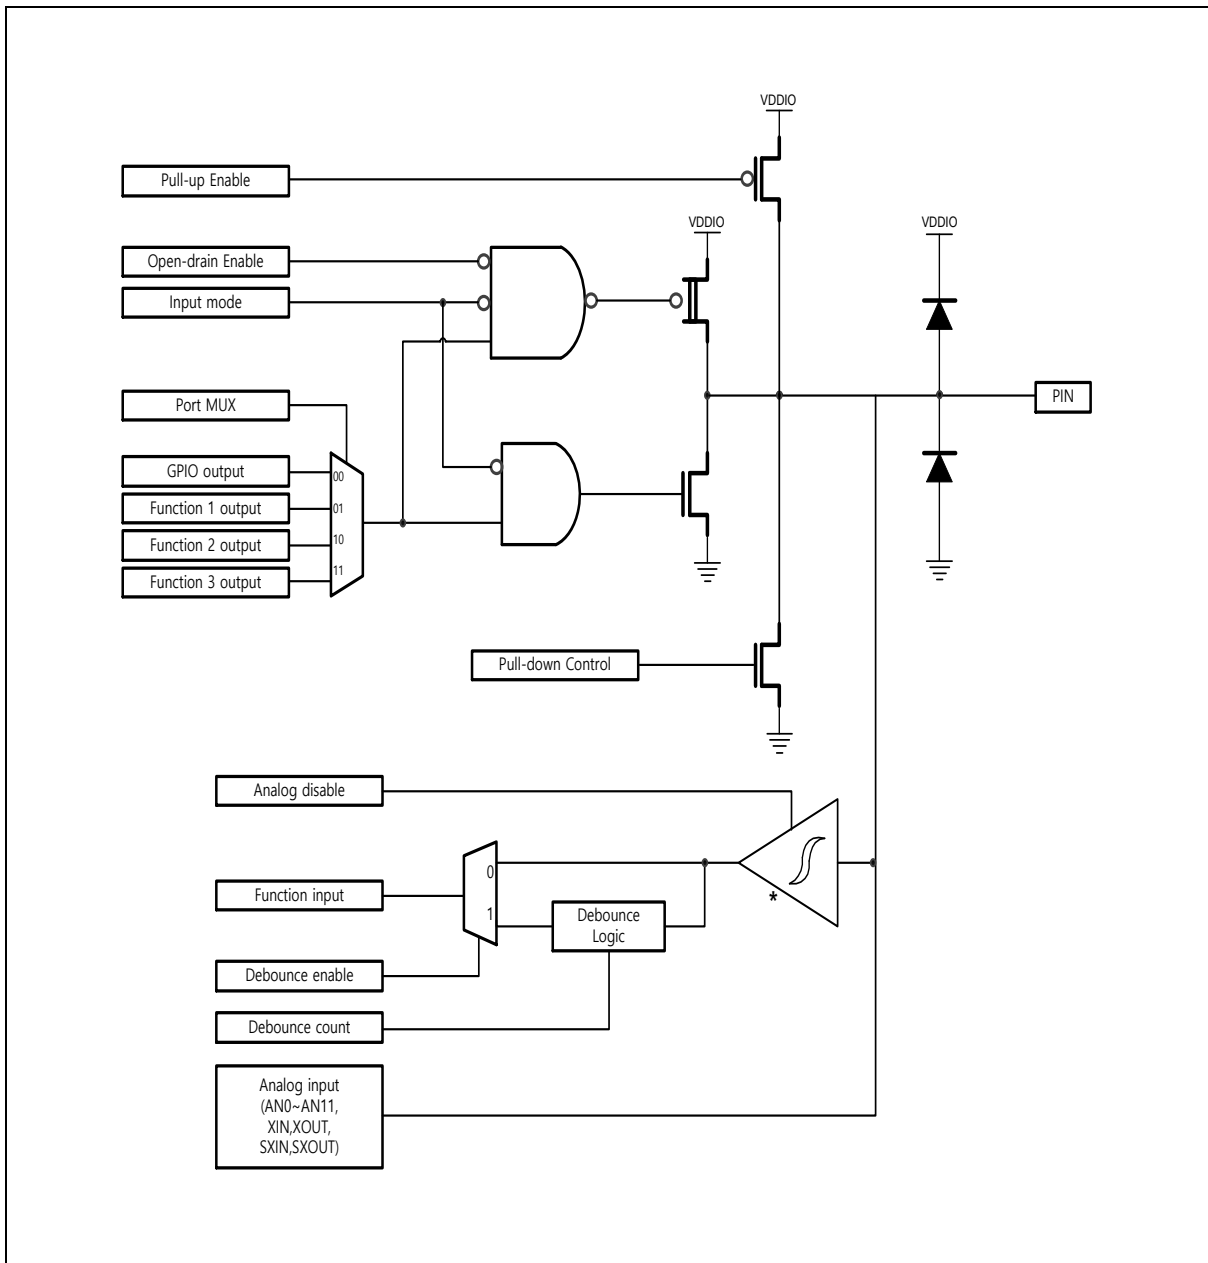 VDDIO
Pull-up Enable
VDDIO
VDDIO
Open-drain Enable
Input mode
Port MUX
PIN
GPIO output
00
Function 1 output
01
Function 2 output
10
Function 3 output
11
Pull-down Control
Analog disable
0
Function input
*
1
Debounce
Logic
Debounce enable
Debounce count
Analog input
(AN0~AN11,
XIN,XOUT,
SXIN,SXOUT)